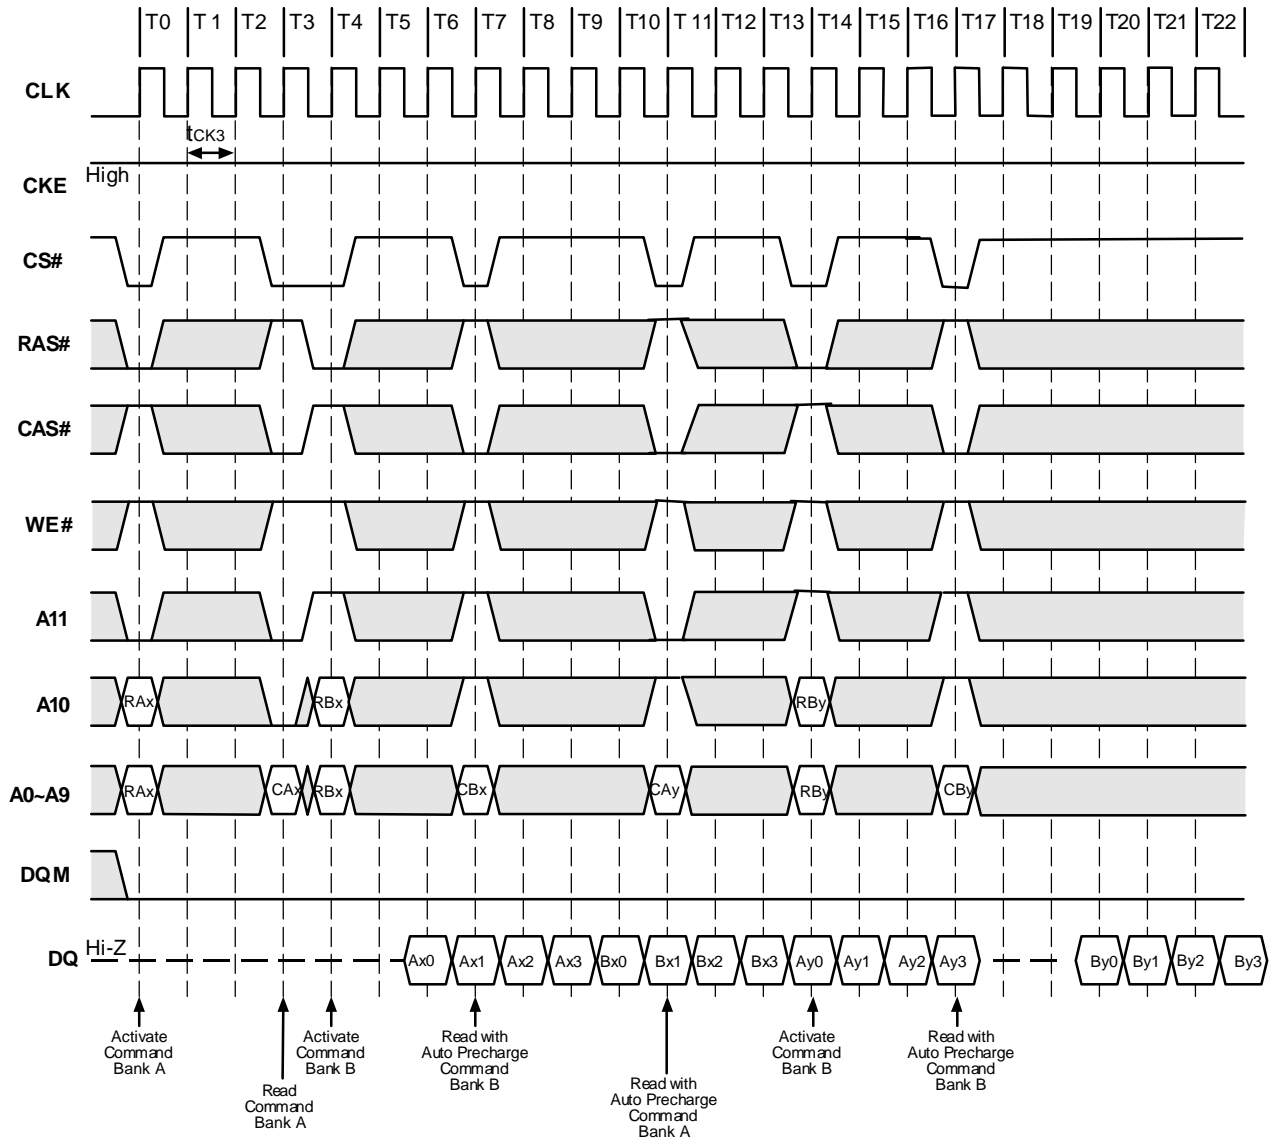 T0 T 1 T2 T3 T4 T5 T6 T7 T8 T9 T10 T 11 T12 T13 T14 T15 T16 T17 T18 T19 T20 T21 T22
CLK
tCK3
High
CKE
CS#
RAS#
CAS#
WE#
A11
A10 RAx RBx RBy
A0~A9 RAx CAx RBx CBx CAy RBy CBy
DQM
Hi-Z
DQ Ax0 Ax1 Ax2 Ax3 Bx0 Bx1 Bx2 Bx3 Ay0 Ay1 Ay2 Ay3 By0 By1 By2 By3
Activate
Command
Bank A
Read
Command
Bank A
Activate
Command
Bank B
Read with
Auto Precharge
Command
Bank B
Read with
Auto Precharge
Command
Bank A
Activate
Command
Bank B
Read with
Auto Precharge
Command
Bank B